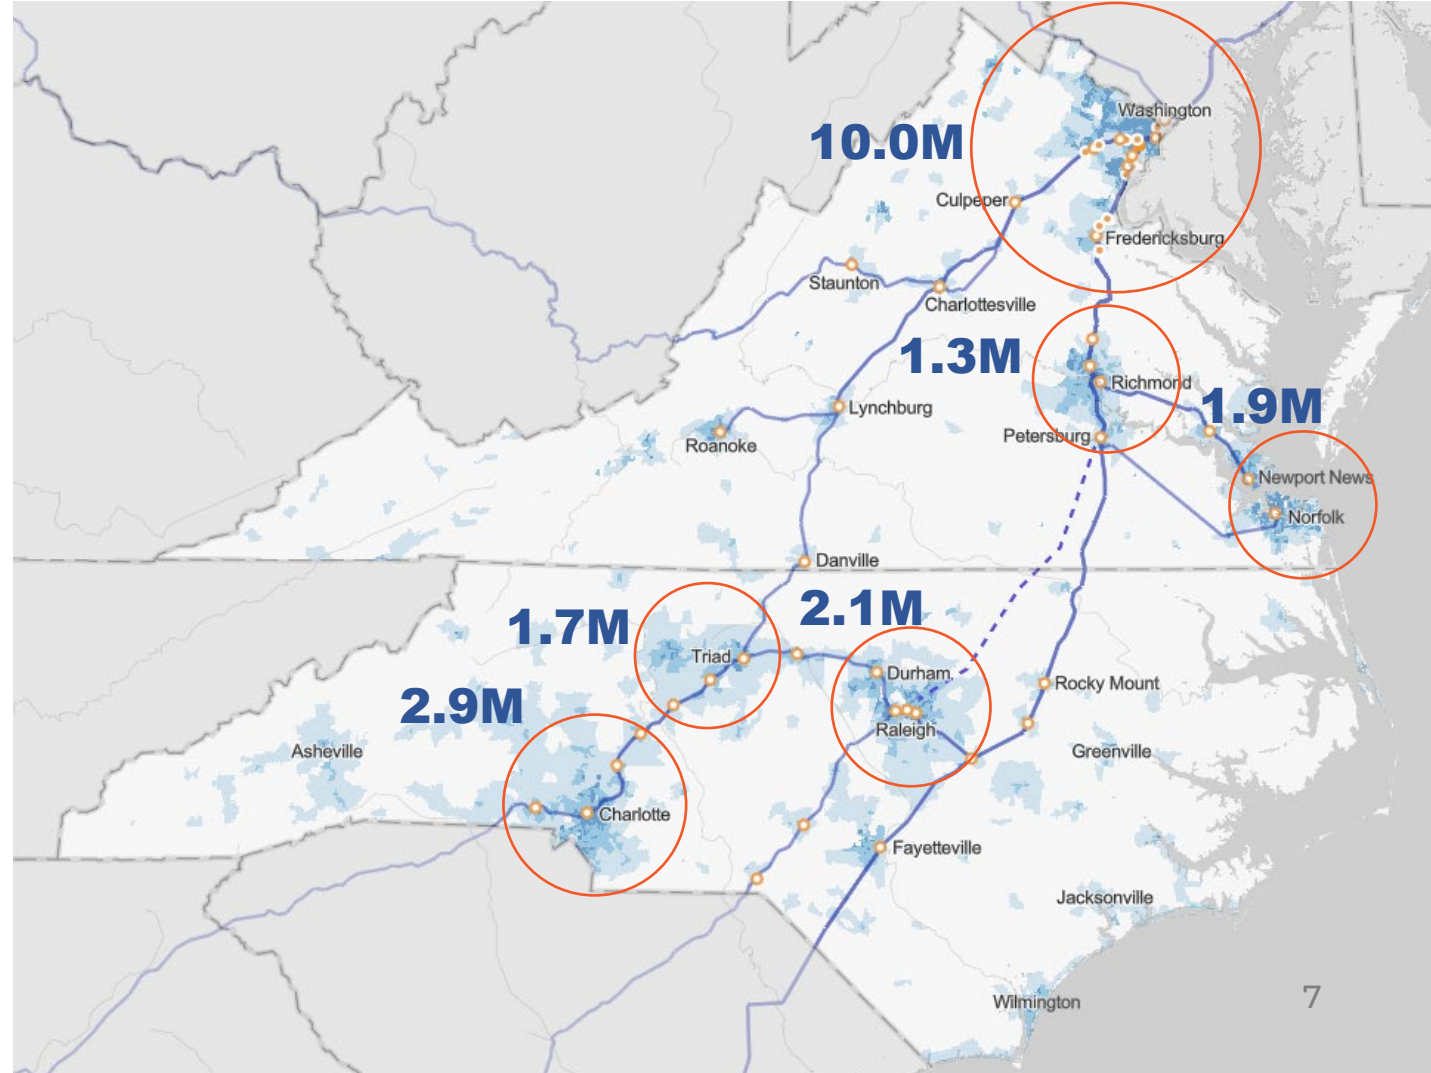 Washington
10.0M
Culpeper
Fredericksburg
Staunton
Charlottesville
1.3M
Richmond
1.9M
Lynchburg
Petersburg
Roanoke
Newport News
Norfolk
Danville
1.7M
2.1M
Triad
Durham
Rocky Mount
2.9M
Raleigh
Asheville
Greenville
Charlotte
Fayetteville
Jacksonville
Wilmington
7